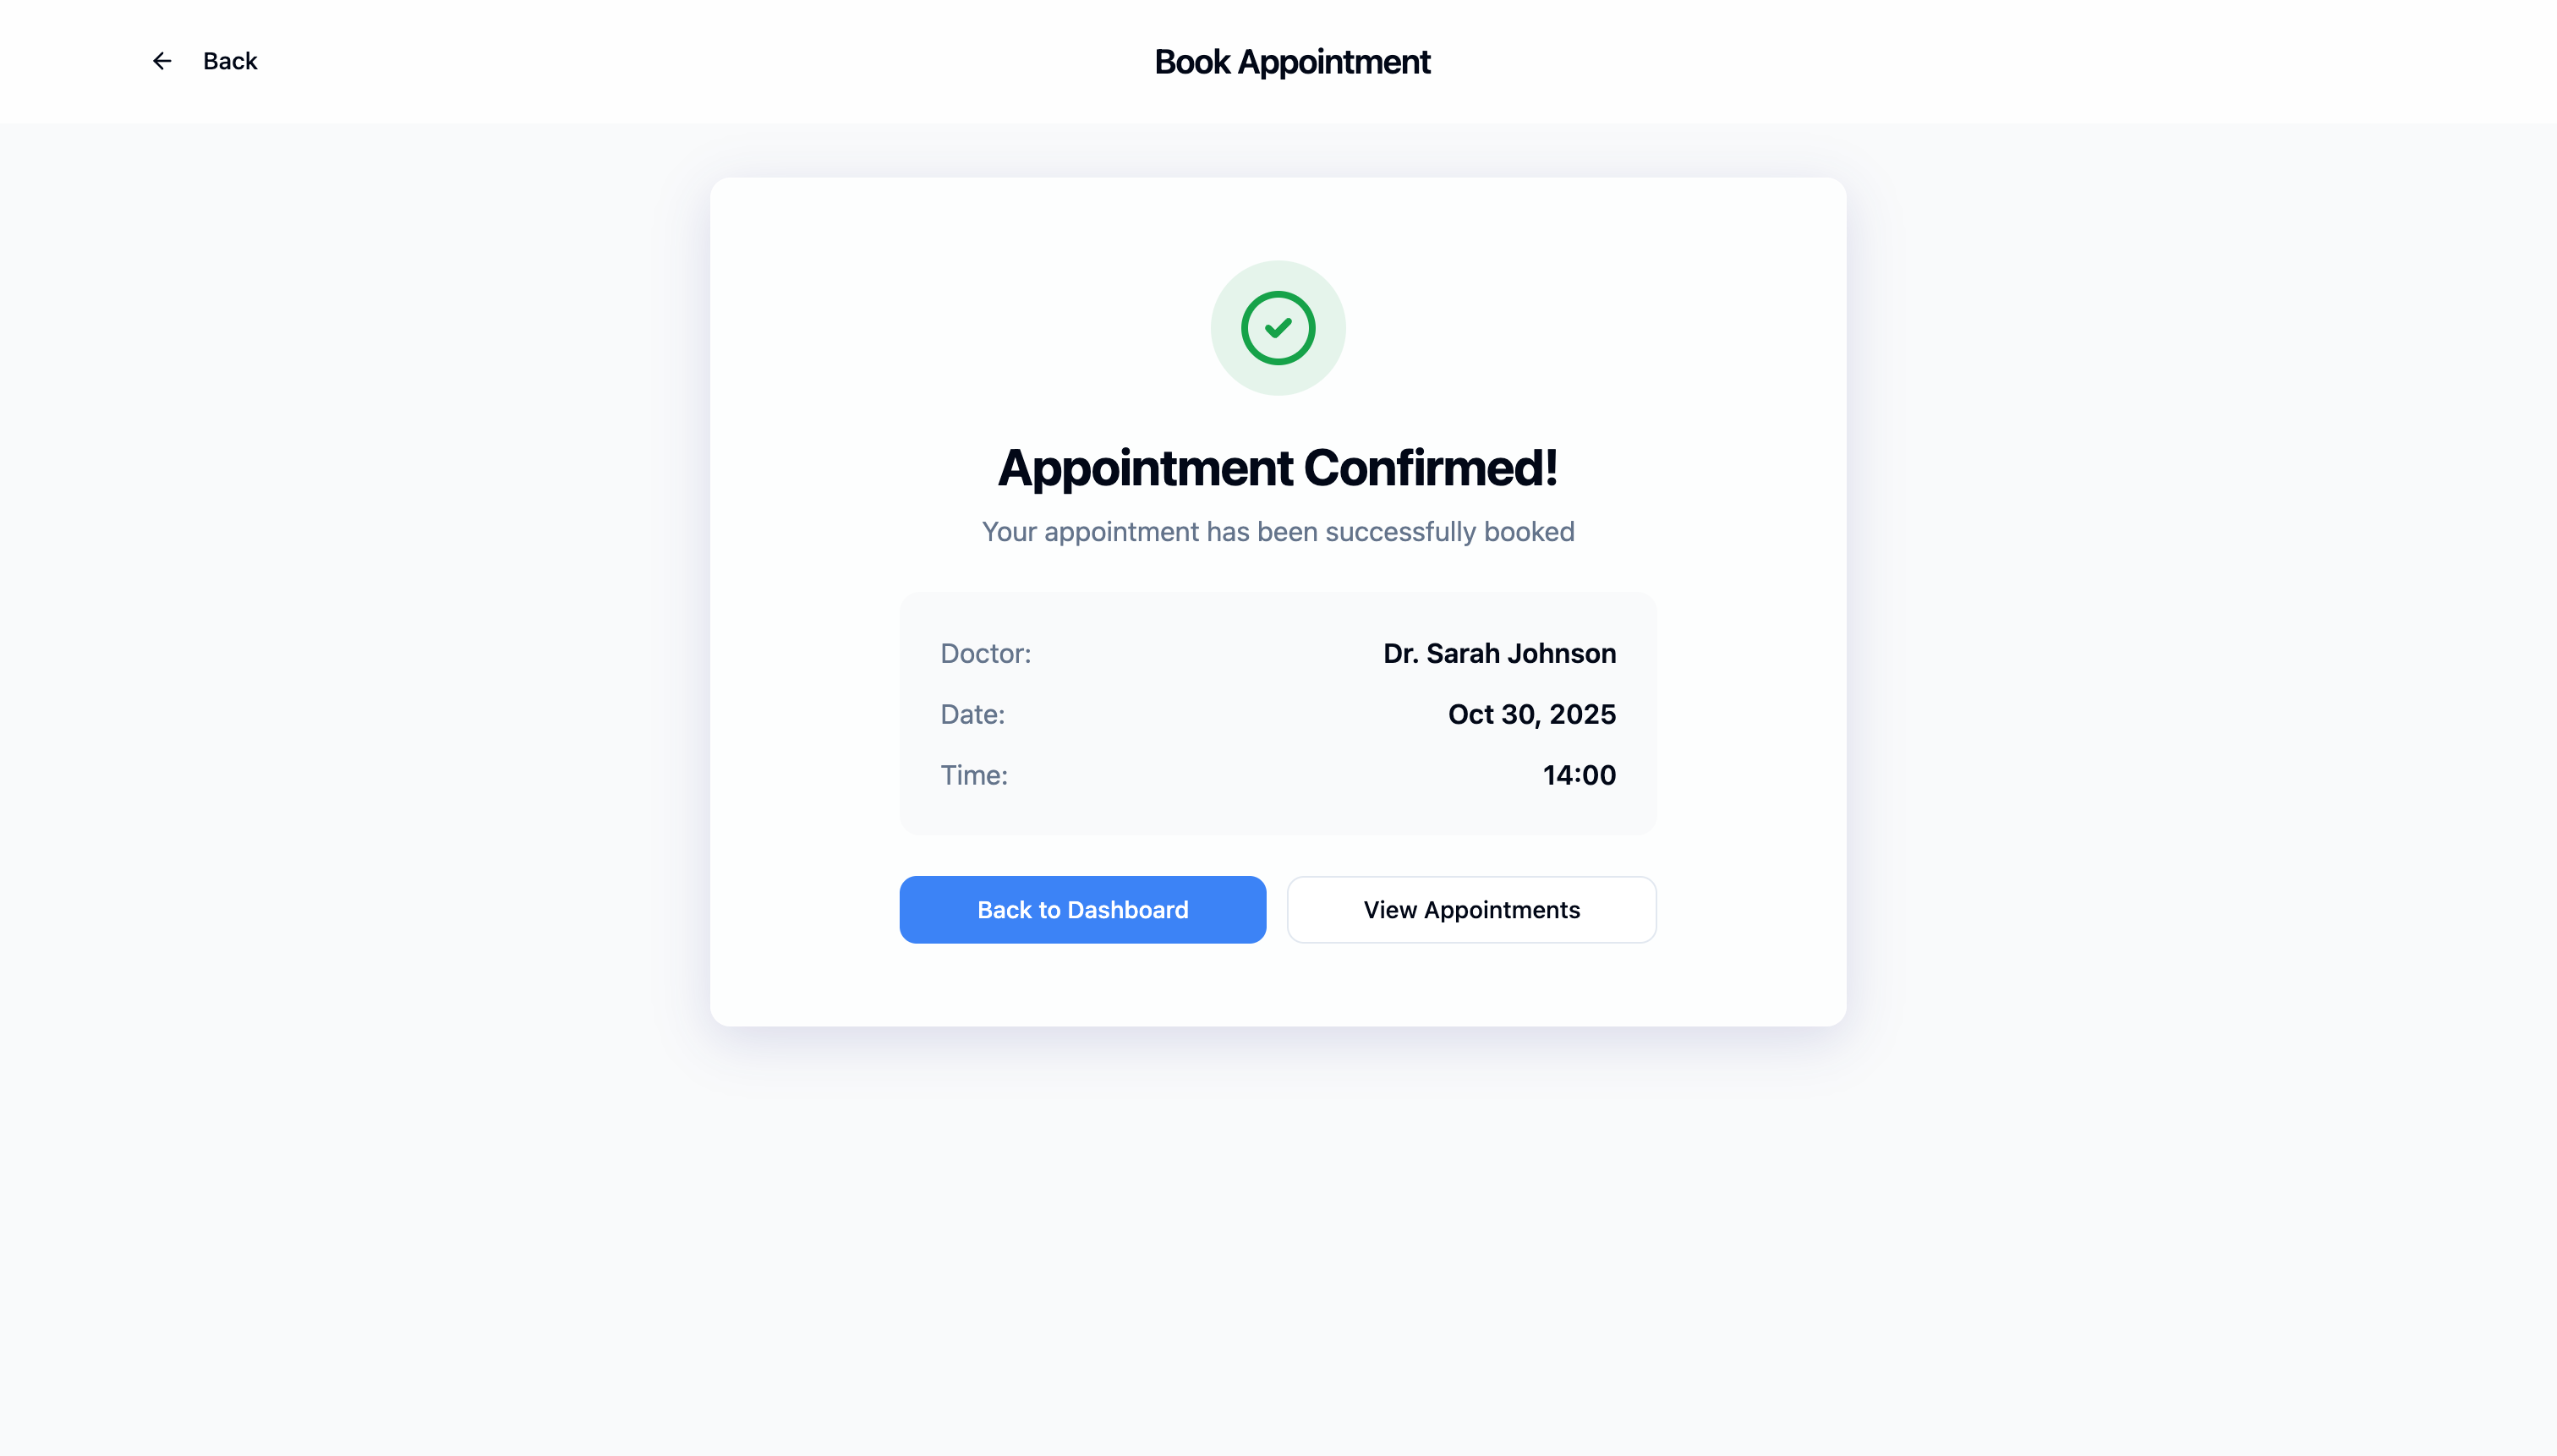 Back
Book Appointment
Appointment Confirmed!
Your appointment has been successfully booked
Doctor: Dr. Sarah Johnson
Date: Oct 30, 2025
Time: 14:00
Back to Dashboard
View Appointments